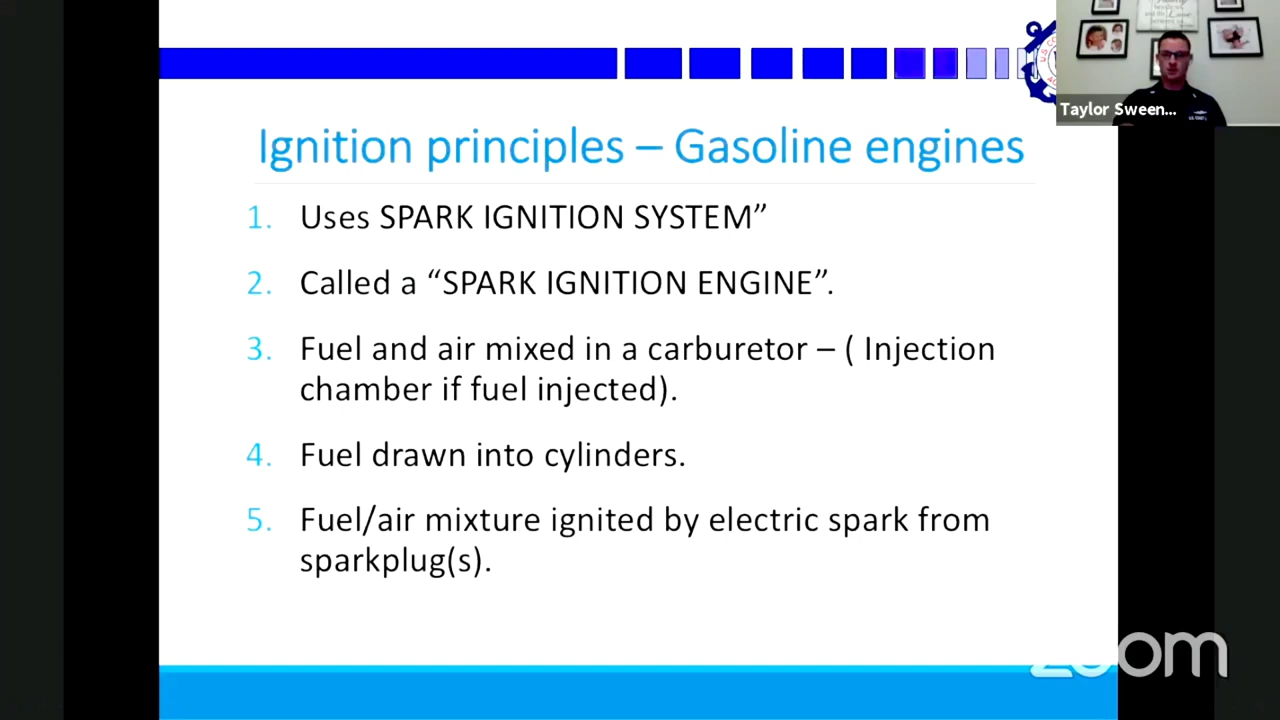 Taylor Sween...
Ignition principles – Gasoline engines
1. Uses SPARK IGNITION SYSTEM”
2. Called a “SPARK IGNITION ENGINE”.
3. Fuel and air mixed in a carburetor – ( Injection
chamber if fuel injected).
4. Fuel drawn into cylinders.
5. Fuel/air mixture ignited by electric spark from
sparkplug(s).
zoom